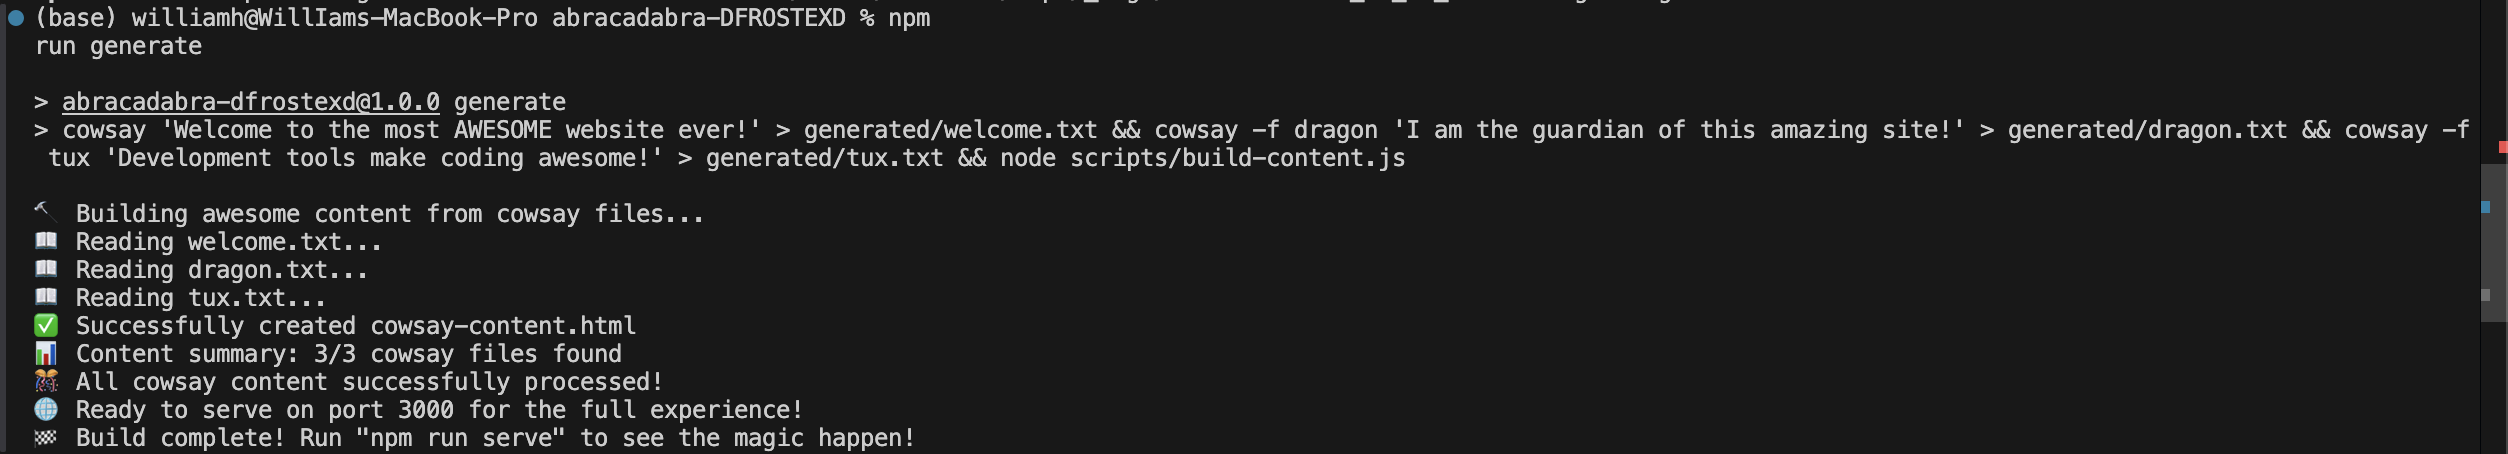 (base) williamh@WillIams-MacBook-Pro abracadabra-DFROSTEXD % npm
run generate
> abracadabra-dfrostexd@1.0.0 generate
> cowsay 'Welcome to the most AWESOME website ever!' > generated/welcome.txt && cowsay -f dragon 'I am the guardian of this amazing site!' > generated/dragon.txt && cowsay -f
tux 'Development tools make coding awesome!' > generated/tux.txt && node scripts/build-content.js
🔨 Building awesome content from cowsay files...
📖 Reading welcome.txt...
📖 Reading dragon.txt...
📖 Reading tux.txt...
✅ Successfully created cowsay-content.html
📊 Content summary: 3/3 cowsay files found
🎊 All cowsay content successfully processed!
🌐 Ready to serve on port 3000 for the full experience!
🏁 Build complete! Run "npm run serve" to see the magic happen!